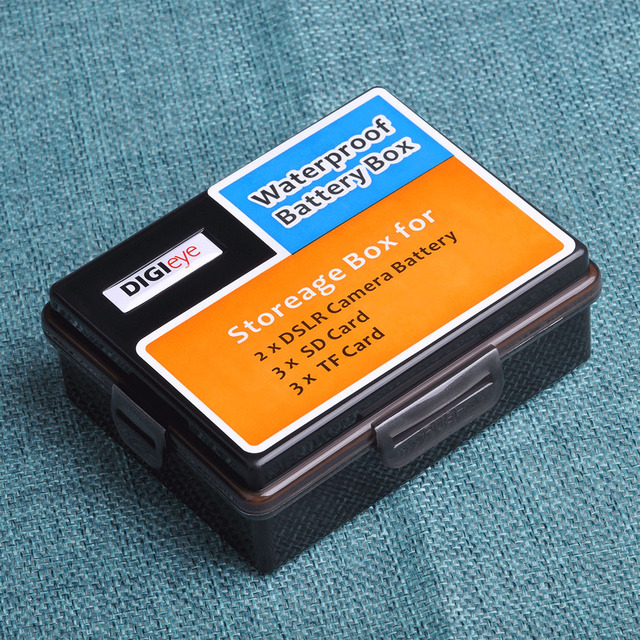 Waterproof
Battery Box
DIGIeye
Storeage Box for
2 x DSLR Camera Battery
3 x SD Card
3 x TF Card